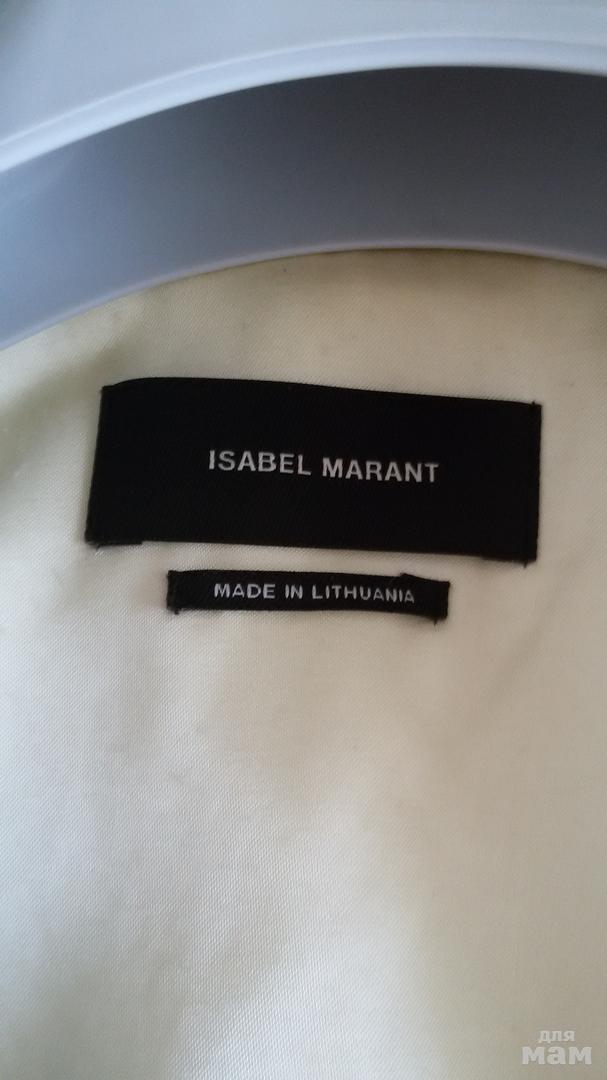 ISABEL MARANT
MADE IN LITHUANIA
для
мам